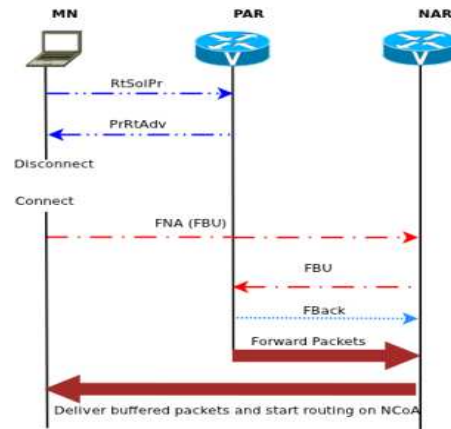 MN PAR NAR
V V
RtSolPr
PrRtAdv
Disconnect
Connect
FNA (FBU)
FBU
FBack
Forward Packets
Deliver buffered packets and start routing on NCoA